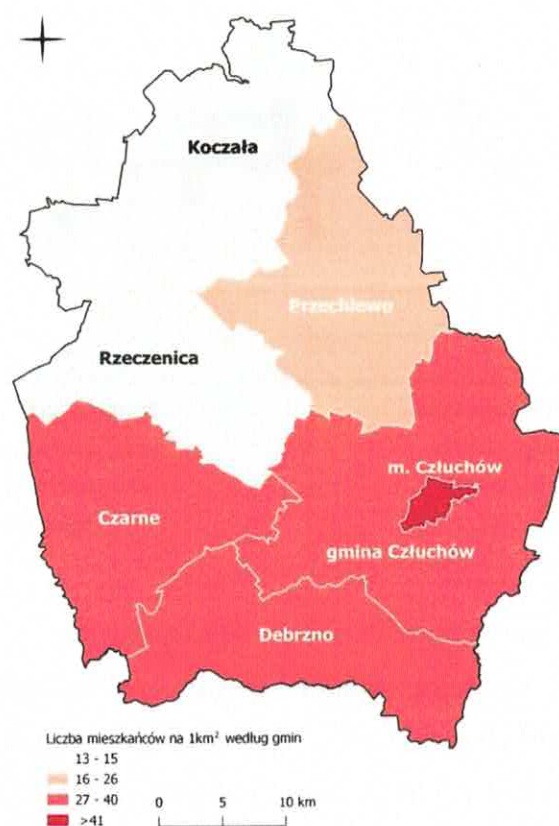 Koczała
Przechlewo
Rzeczenica
m. Człuchów
Czarne
gmina Człuchów
Debrzno
Liczba mieszkańców na 1km² według gmin
13 - 15
16 - 26
27 - 40
>41
0 5 10 km